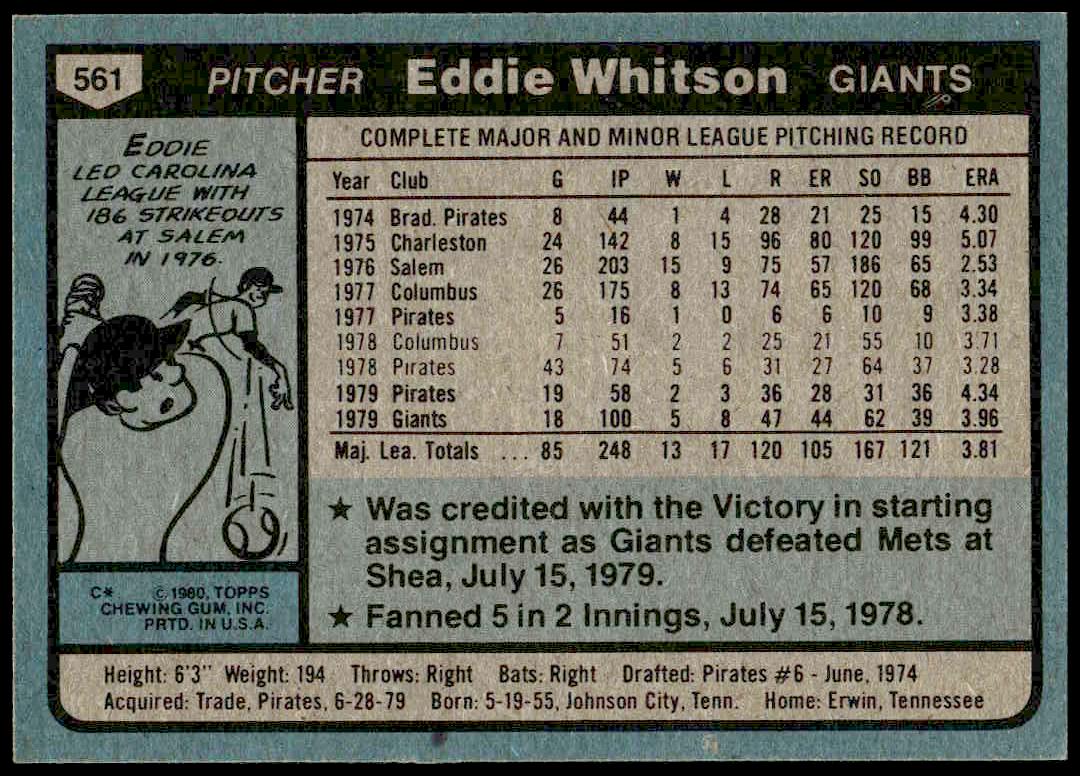 561 PITCHER Eddie Whitson GIANTS
EDDIE
LED CAROLINA
LEAGUE WITH
186 STRIKEOUTS
AT SALEM
IN 1976.
COMPLETE MAJOR AND MINOR LEAGUE PITCHING RECORD
Year Club G IP W L R ER SO BB ERA
1974 Brad. Pirates 8 44 1 4 28 21 25 15 4.30
1975 Charleston 24 142 8 15 96 80 120 99 5.07
1976 Salem 26 203 15 9 75 57 186 65 2.53
1977 Columbus 26 175 8 13 74 65 120 68 3.34
1977 Pirates 5 16 1 0 6 6 10 9 3.38
1978 Columbus 7 51 2 2 25 21 55 10 3.71
1978 Pirates 43 74 5 6 31 27 64 37 3.28
1979 Pirates 19 58 2 3 36 28 31 36 4.34
1979 Giants 18 100 5 8 47 44 62 39 3.96
Maj. Lea. Totals ... 85 248 13 17 120 105 167 121 3.81
★ Was credited with the Victory in starting
assignment as Giants defeated Mets at
Shea, July 15, 1979.
★ Fanned 5 in 2 Innings, July 15, 1978.
C* © 1980, TOPPS
CHEWING GUM, INC.
PRTD. IN U.S.A.
Height: 6'3" Weight: 194 Throws: Right Bats: Right Drafted: Pirates #6 - June, 1974
Acquired: Trade, Pirates, 6-28-79 Born: 5-19-55, Johnson City, Tenn. Home: Erwin, Tennessee